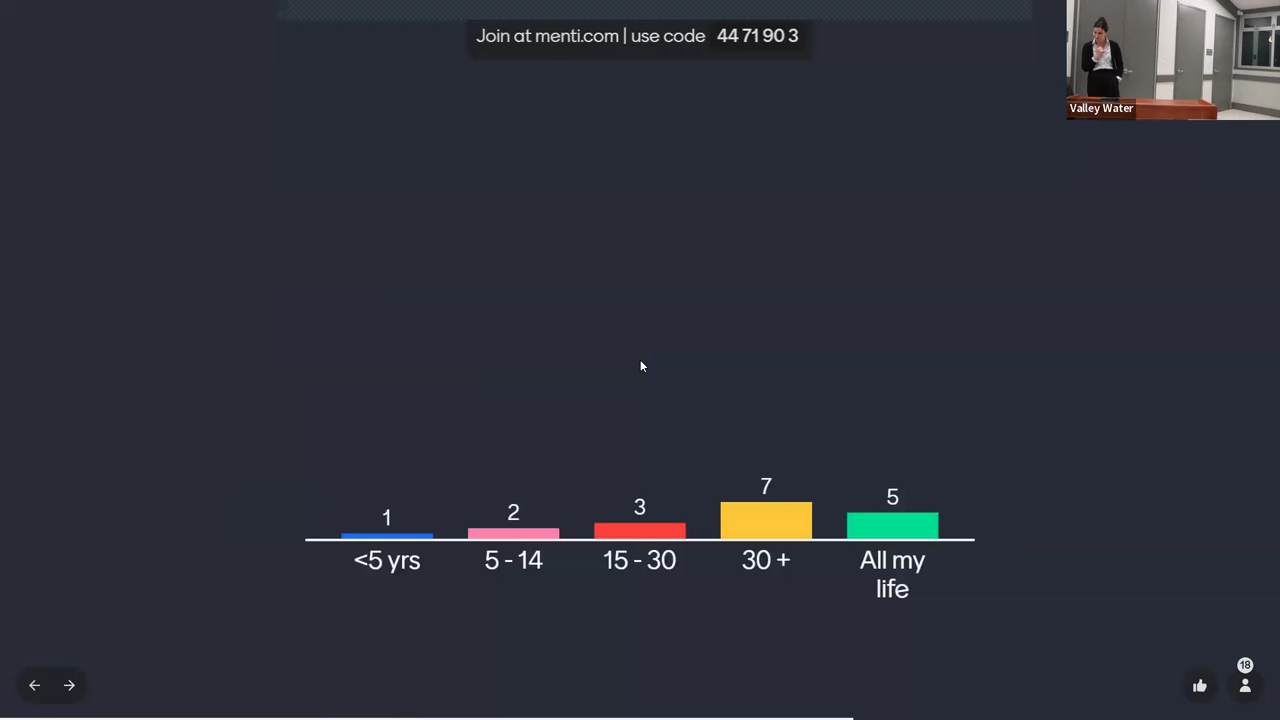 Join at menti.com | use code 44 71 90 3
Valley Water
1
2
3
7
5
<5 yrs
5 - 14
15 - 30
30 +
All my
life
18